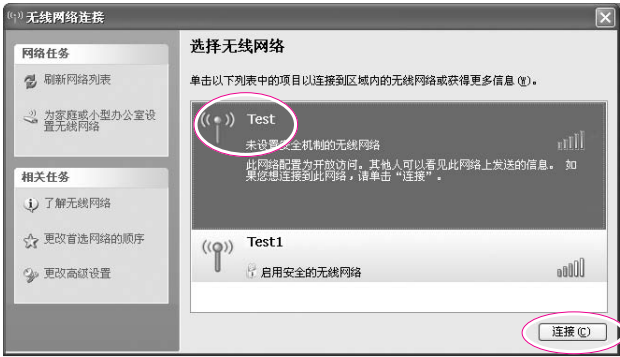 无线网络连接
网络任务
刷新网络列表
为家庭或小型办公室设
置无线网络
相关任务
了解无线网络
更改首选网络的顺序
更改高级设置
选择无线网络
单击以下列表中的项目以连接到区域内的无线网络或获得更多信息(W)。
Test
未设置安全机制的无线网络
此网络配置为开放访问。其他人可以看见此网络上发送的信息。 如
果您想连接到此网络，请单击“连接”。
Test1
启用安全的无线网络
连接(C)